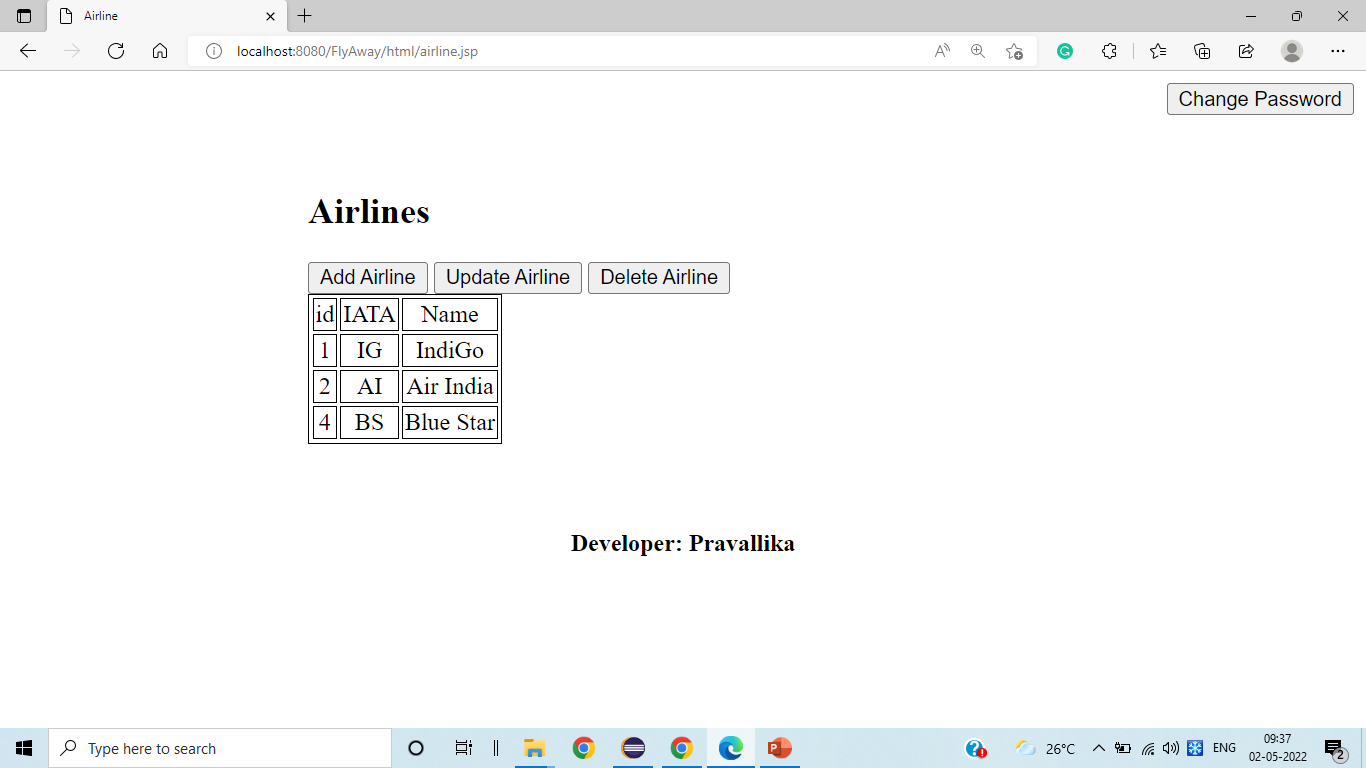 Airline
localhost:8080/FlyAway/html/airline.jsp
Change Password
Airlines
Add Airline Update Airline Delete Airline
id IATA Name
1 IG IndiGo
2 AI Air India
4 BS Blue Star
Developer: Pravallika
Type here to search
26°C
ENG
09:37
02-05-2022
2